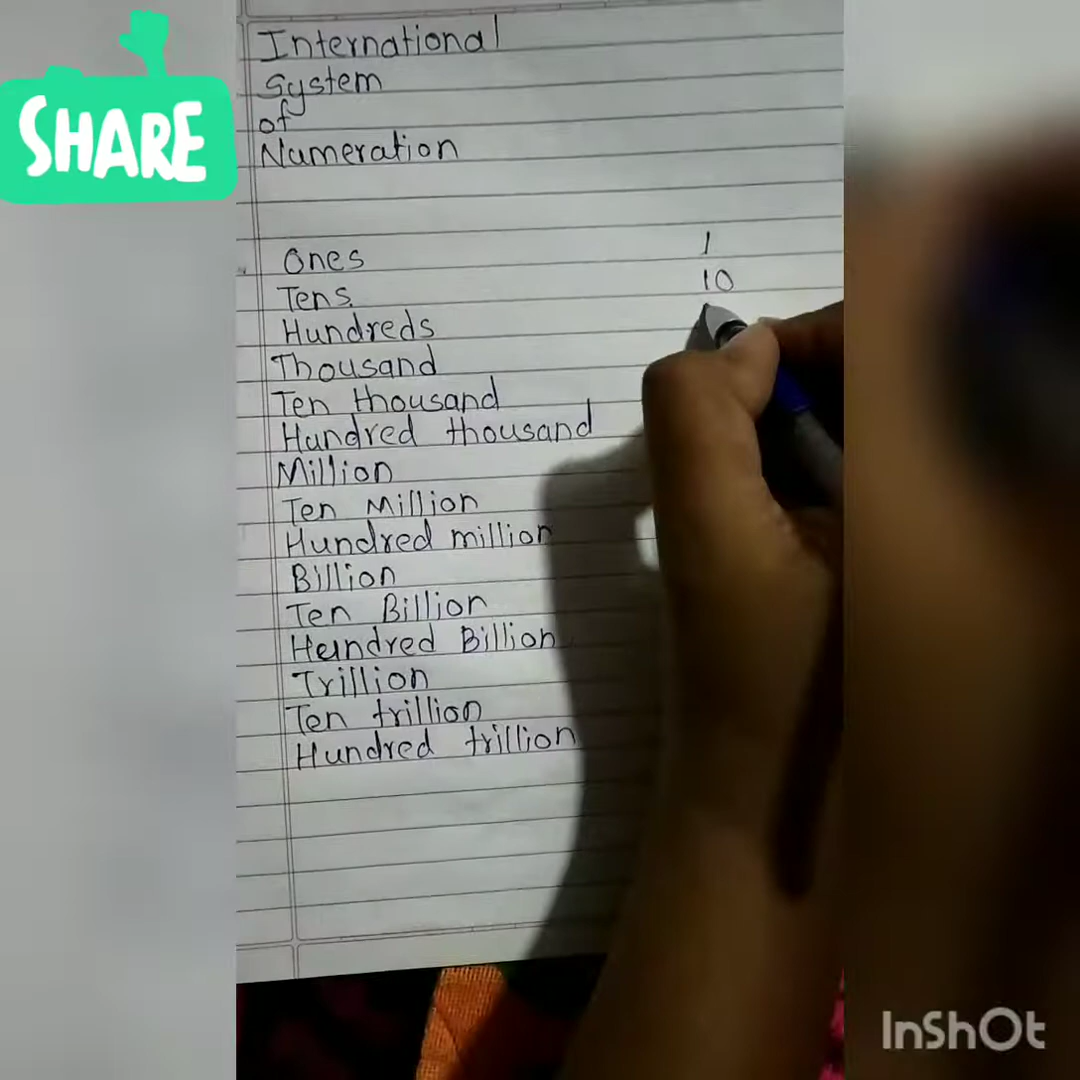 SHARE
International
System
of
Numeration
Ones 1
Tens 10
Hundreds
Thousand
Ten thousand
Hundred thousand
Million
Ten Million
Hundred million
Billion
Ten Billion
Hundred Billion
Trillion
Ten trillion
Hundred trillion
InShOt